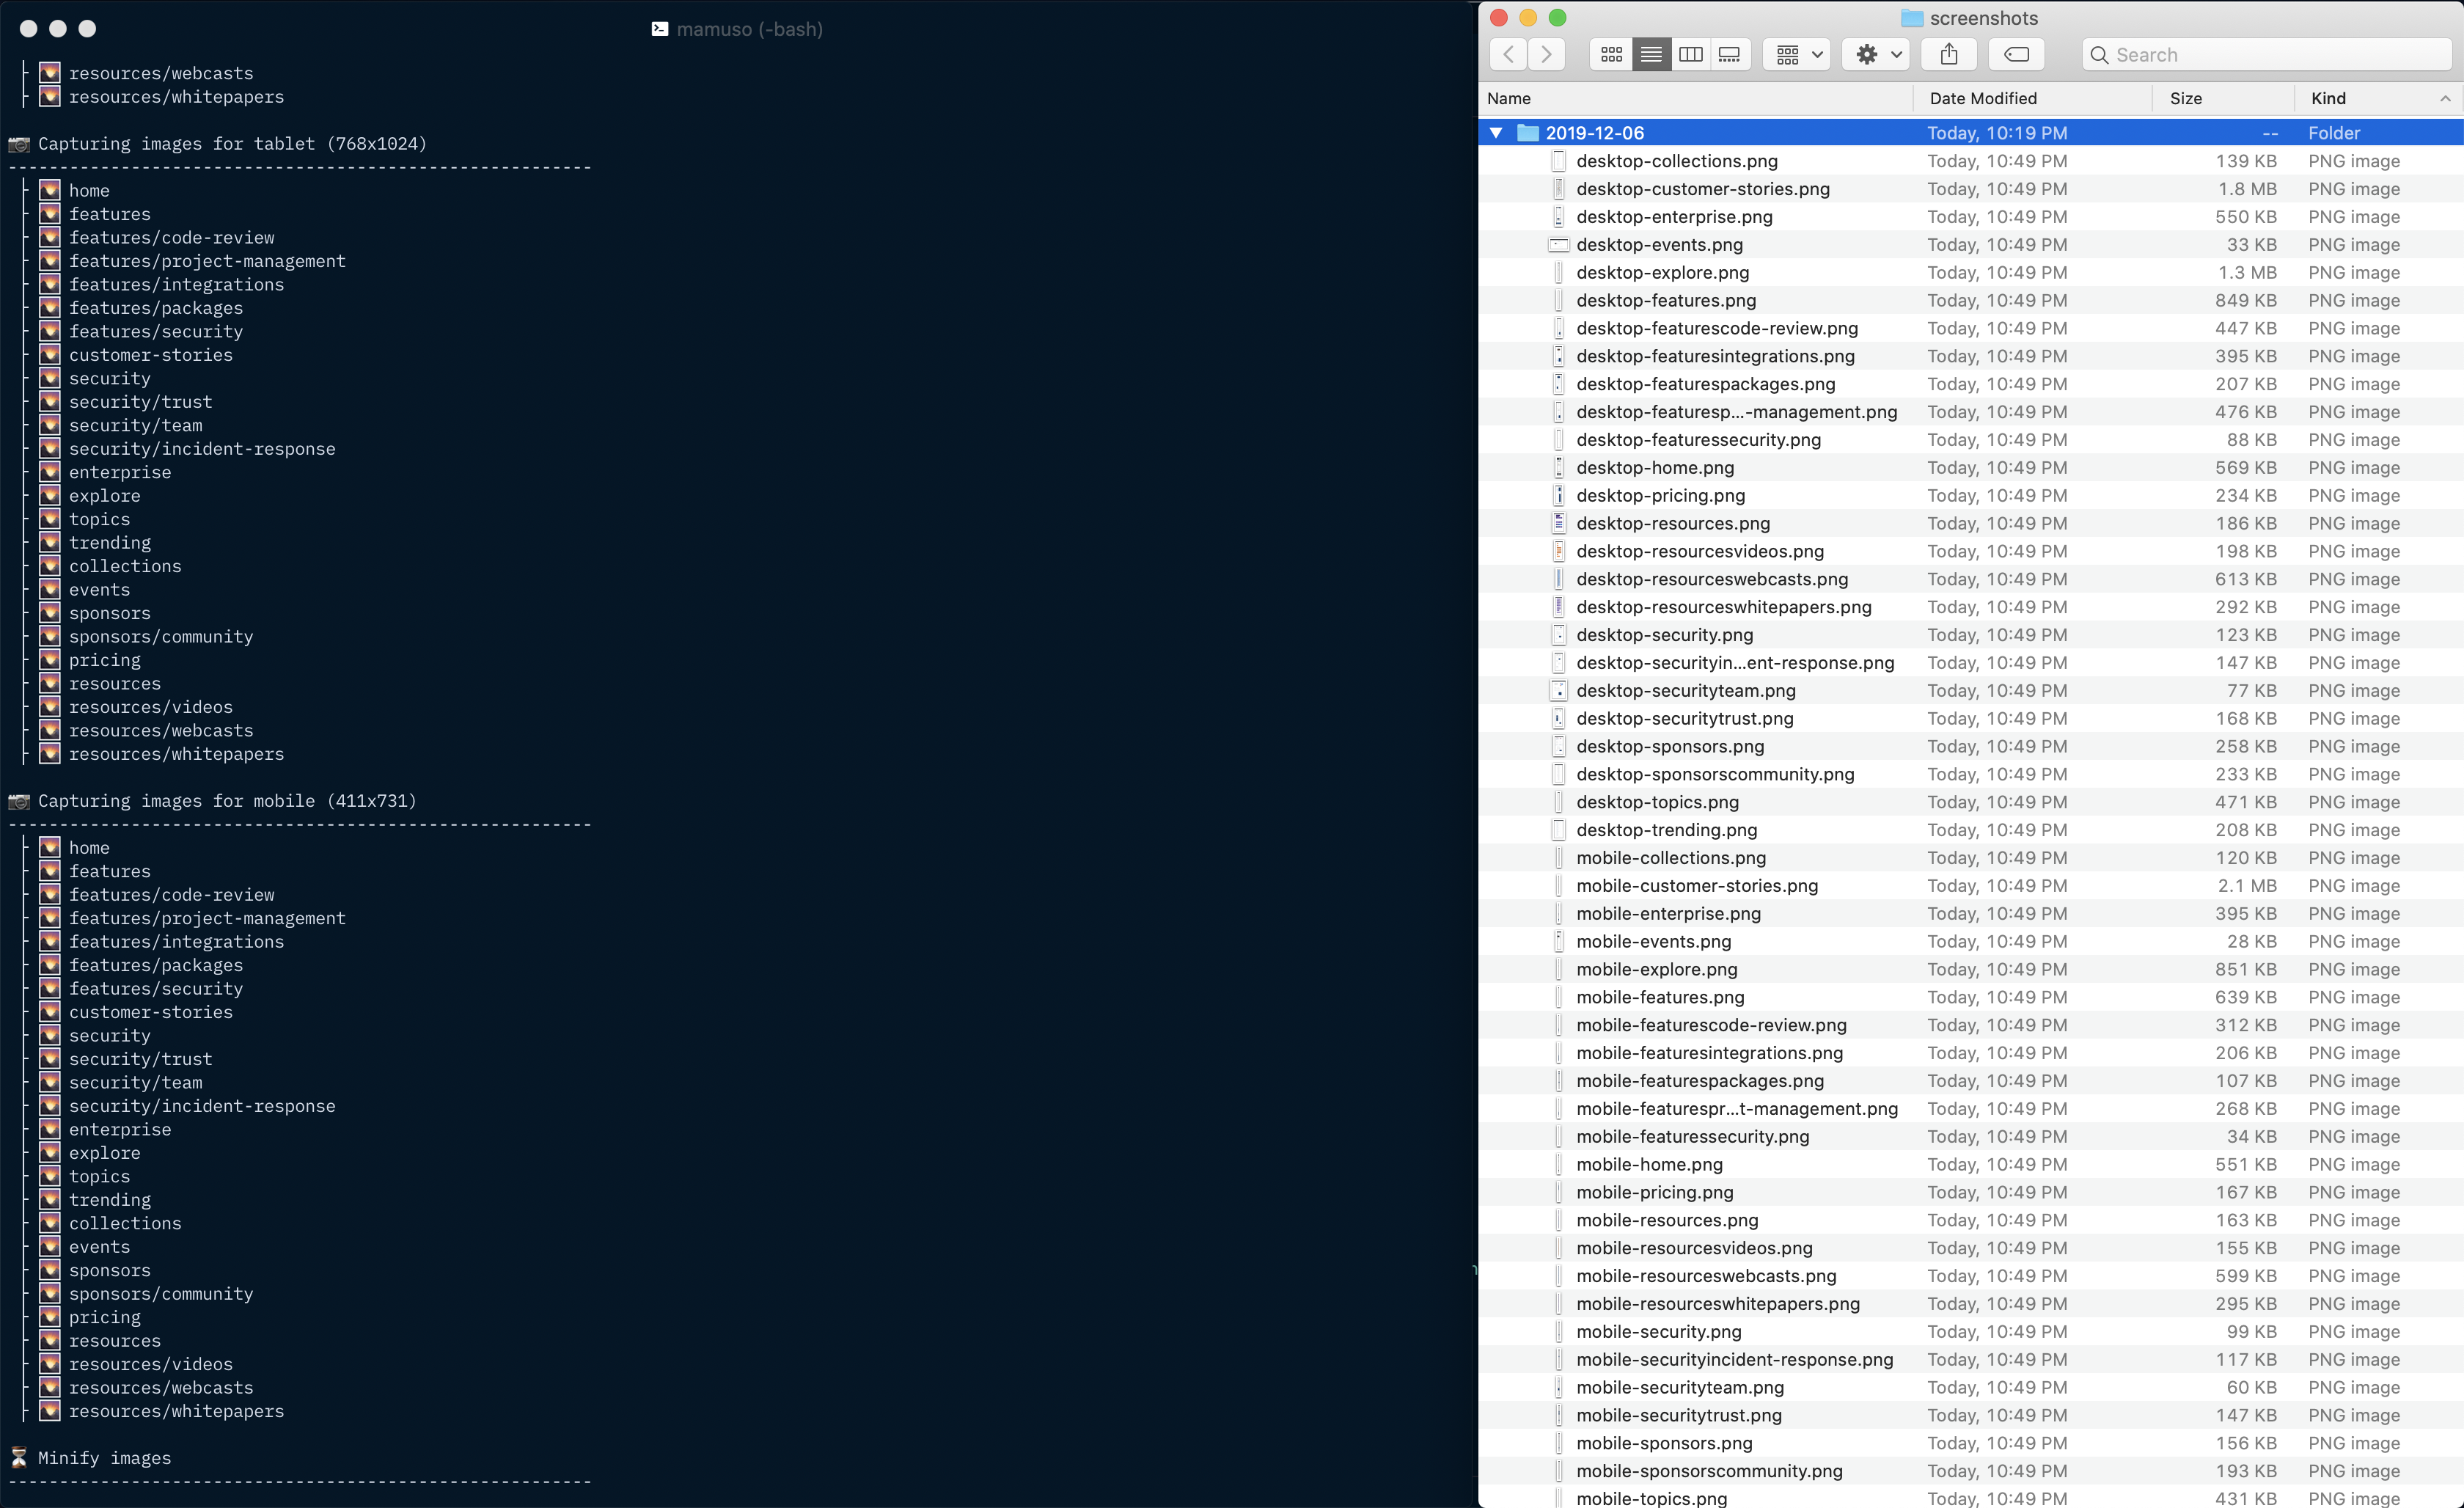 mamuso (-bash)
resources/webcasts
resources/whitepapers
Capturing images for tablet (768x1024)
---------------------------------------------------------
home
features
features/code-review
features/project-management
features/integrations
features/packages
features/security
customer-stories
security
security/trust
security/team
security/incident-response
enterprise
explore
topics
trending
collections
events
sponsors
sponsors/community
pricing
resources
resources/videos
resources/webcasts
resources/whitepapers
Capturing images for mobile (411x731)
---------------------------------------------------------
home
features
features/code-review
features/project-management
features/integrations
features/packages
features/security
customer-stories
security
security/trust
security/team
security/incident-response
enterprise
explore
topics
trending
collections
events
sponsors
sponsors/community
pricing
resources
resources/videos
resources/webcasts
resources/whitepapers
Minify images
---------------------------------------------------------
screenshots
Search
Name Date Modified Size Kind
2019-12-06 Today, 10:19 PM -- Folder
desktop-collections.png Today, 10:49 PM 139 KB PNG image
desktop-customer-stories.png Today, 10:49 PM 1.8 MB PNG image
desktop-enterprise.png Today, 10:49 PM 550 KB PNG image
desktop-events.png Today, 10:49 PM 33 KB PNG image
desktop-explore.png Today, 10:49 PM 1.3 MB PNG image
desktop-features.png Today, 10:49 PM 849 KB PNG image
desktop-featurescode-review.png Today, 10:49 PM 447 KB PNG image
desktop-featuresintegrations.png Today, 10:49 PM 395 KB PNG image
desktop-featurespackages.png Today, 10:49 PM 207 KB PNG image
desktop-featuresp...-management.png Today, 10:49 PM 476 KB PNG image
desktop-featuressecurity.png Today, 10:49 PM 88 KB PNG image
desktop-home.png Today, 10:49 PM 569 KB PNG image
desktop-pricing.png Today, 10:49 PM 234 KB PNG image
desktop-resources.png Today, 10:49 PM 186 KB PNG image
desktop-resourcesvideos.png Today, 10:49 PM 198 KB PNG image
desktop-resourceswebcasts.png Today, 10:49 PM 613 KB PNG image
desktop-resourceswhitepapers.png Today, 10:49 PM 292 KB PNG image
desktop-security.png Today, 10:49 PM 123 KB PNG image
desktop-securityin...ent-response.png Today, 10:49 PM 147 KB PNG image
desktop-securityteam.png Today, 10:49 PM 77 KB PNG image
desktop-securitytrust.png Today, 10:49 PM 168 KB PNG image
desktop-sponsors.png Today, 10:49 PM 258 KB PNG image
desktop-sponsorscommunity.png Today, 10:49 PM 233 KB PNG image
desktop-topics.png Today, 10:49 PM 471 KB PNG image
desktop-trending.png Today, 10:49 PM 208 KB PNG image
mobile-collections.png Today, 10:49 PM 120 KB PNG image
mobile-customer-stories.png Today, 10:49 PM 2.1 MB PNG image
mobile-enterprise.png Today, 10:49 PM 395 KB PNG image
mobile-events.png Today, 10:49 PM 28 KB PNG image
mobile-explore.png Today, 10:49 PM 851 KB PNG image
mobile-features.png Today, 10:49 PM 639 KB PNG image
mobile-featurescode-review.png Today, 10:49 PM 312 KB PNG image
mobile-featuresintegrations.png Today, 10:49 PM 206 KB PNG image
mobile-featurespackages.png Today, 10:49 PM 107 KB PNG image
mobile-featurespr...t-management.png Today, 10:49 PM 268 KB PNG image
mobile-featuressecurity.png Today, 10:49 PM 34 KB PNG image
mobile-home.png Today, 10:49 PM 551 KB PNG image
mobile-pricing.png Today, 10:49 PM 167 KB PNG image
mobile-resources.png Today, 10:49 PM 163 KB PNG image
mobile-resourcesvideos.png Today, 10:49 PM 155 KB PNG image
mobile-resourceswebcasts.png Today, 10:49 PM 599 KB PNG image
mobile-resourceswhitepapers.png Today, 10:49 PM 295 KB PNG image
mobile-security.png Today, 10:49 PM 99 KB PNG image
mobile-securityincident-response.png Today, 10:49 PM 117 KB PNG image
mobile-securityteam.png Today, 10:49 PM 60 KB PNG image
mobile-securitytrust.png Today, 10:49 PM 147 KB PNG image
mobile-sponsors.png Today, 10:49 PM 156 KB PNG image
mobile-sponsorscommunity.png Today, 10:49 PM 193 KB PNG image
mobile-topics.png Today, 10:49 PM 431 KB PNG image